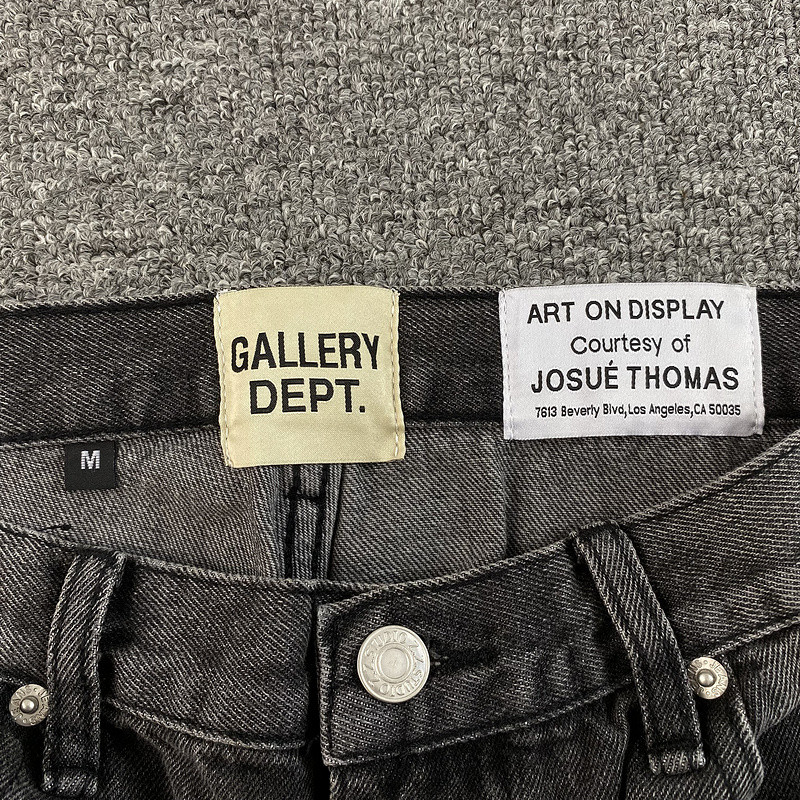 GALLERY
DEPT.
ART ON DISPLAY
Courtesy of
JOSUÉ THOMAS
7613 Beverly Blvd, Los Angeles, CA 50035
M